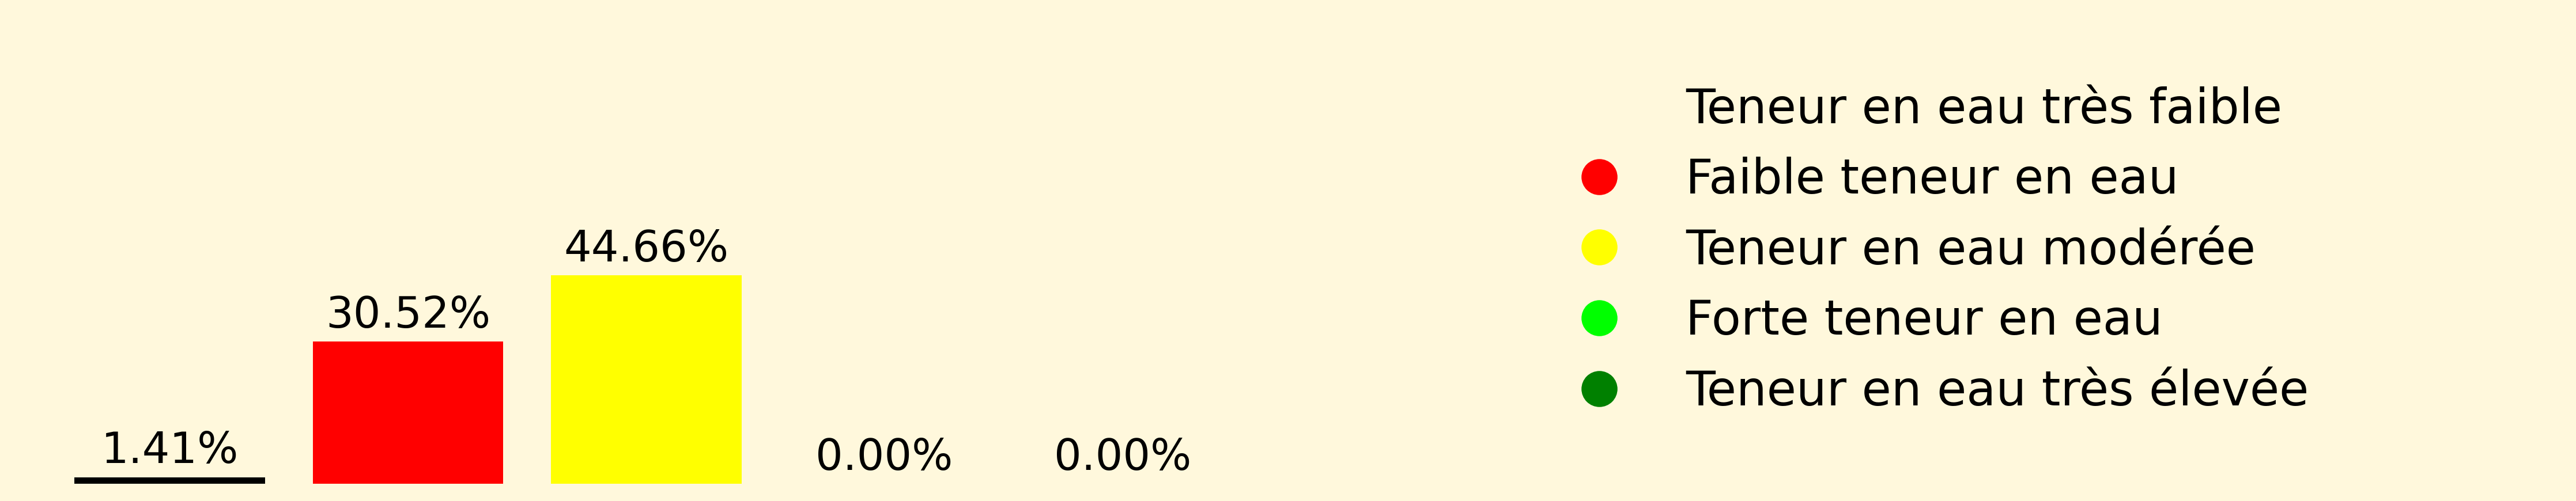 1.41%
30.52%
44.66%
0.00%
0.00%
Teneur en eau très faible
Faible teneur en eau
Teneur en eau modérée
Forte teneur en eau
Teneur en eau très élevée